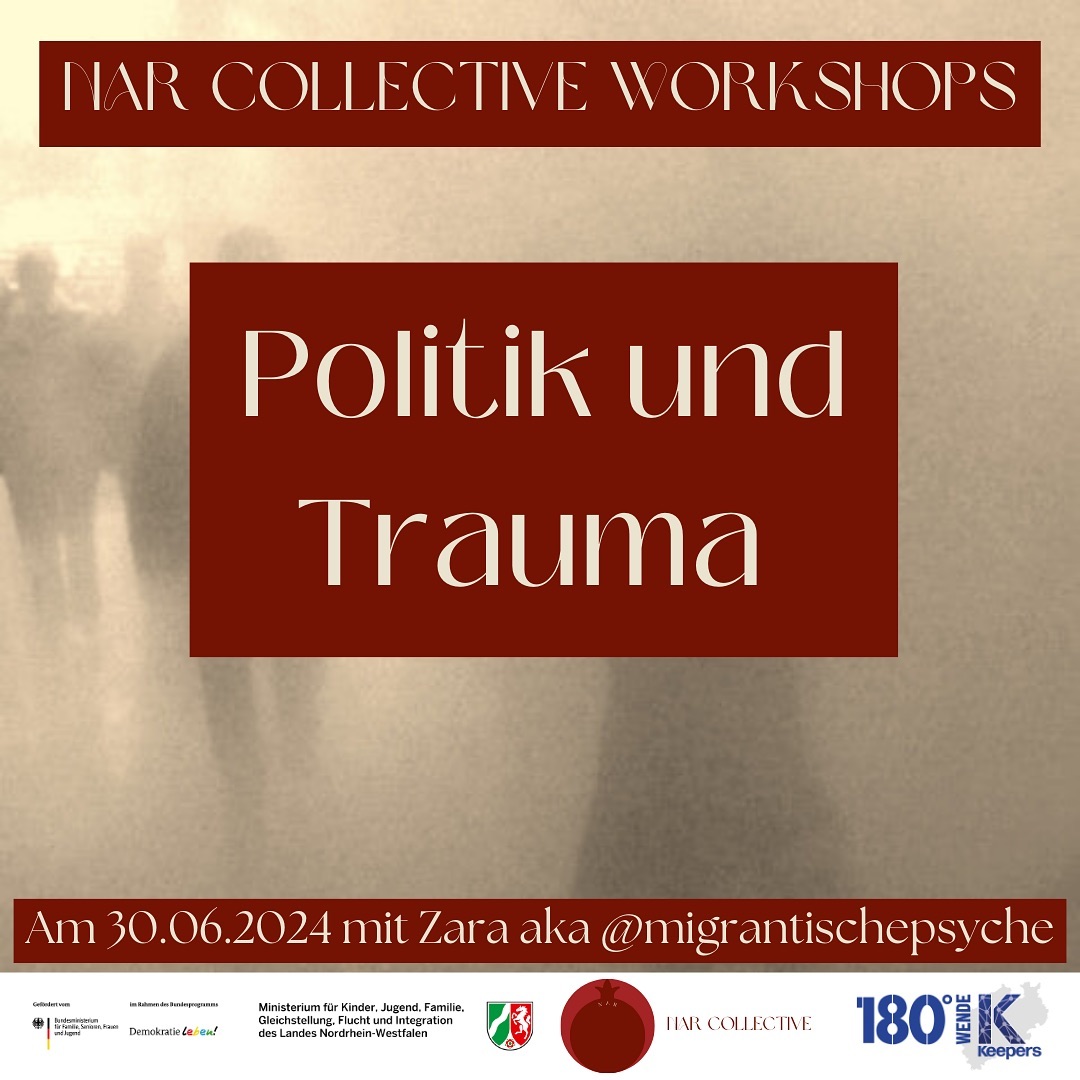 NAR COLLECTIVE WORKSHOPS
Politik und
Trauma
Am 30.06.2024 mit Zara aka @migrantischepsyche
Gefördert vom
Bundesministerium
für Familie, Senioren, Frauen
und Jugend
im Rahmen des Bundesprogramms
Demokratie leben!
Ministerium für Kinder, Jugend, Familie,
Gleichstellung, Flucht und Integration
des Landes Nordrhein-Westfalen
NAR
NAR COLLECTIVE
180° WENDE
K
Keepers